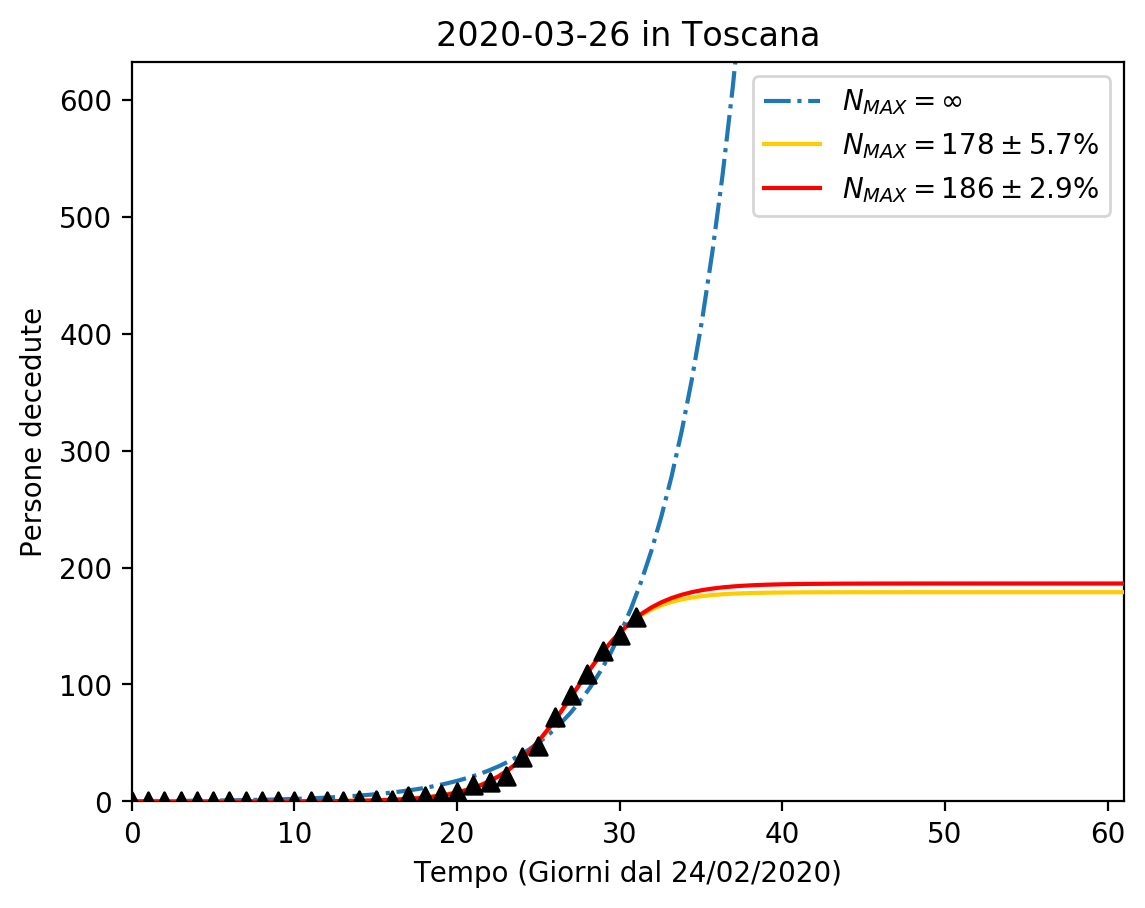 2020-03-26 in Toscana
N_MAX = ∞
N_MAX = 178 ± 5.7%
N_MAX = 186 ± 2.9%
Persone decedute
600
500
400
300
200
100
0
0 10 20 30 40 50 60
Tempo (Giorni dal 24/02/2020)